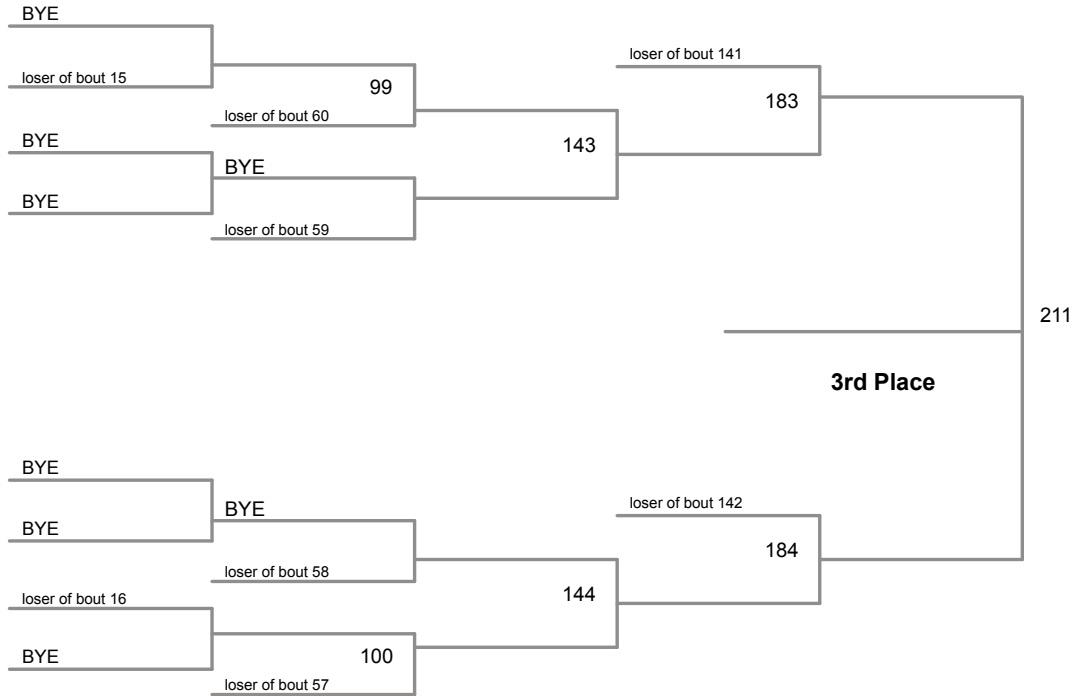 BYE
loser of bout 141
loser of bout 15
99
183
loser of bout 60
BYE
143
BYE
BYE
loser of bout 59
211
3rd Place
BYE
BYE
loser of bout 142
BYE
184
loser of bout 58
144
loser of bout 16
BYE
100
loser of bout 57